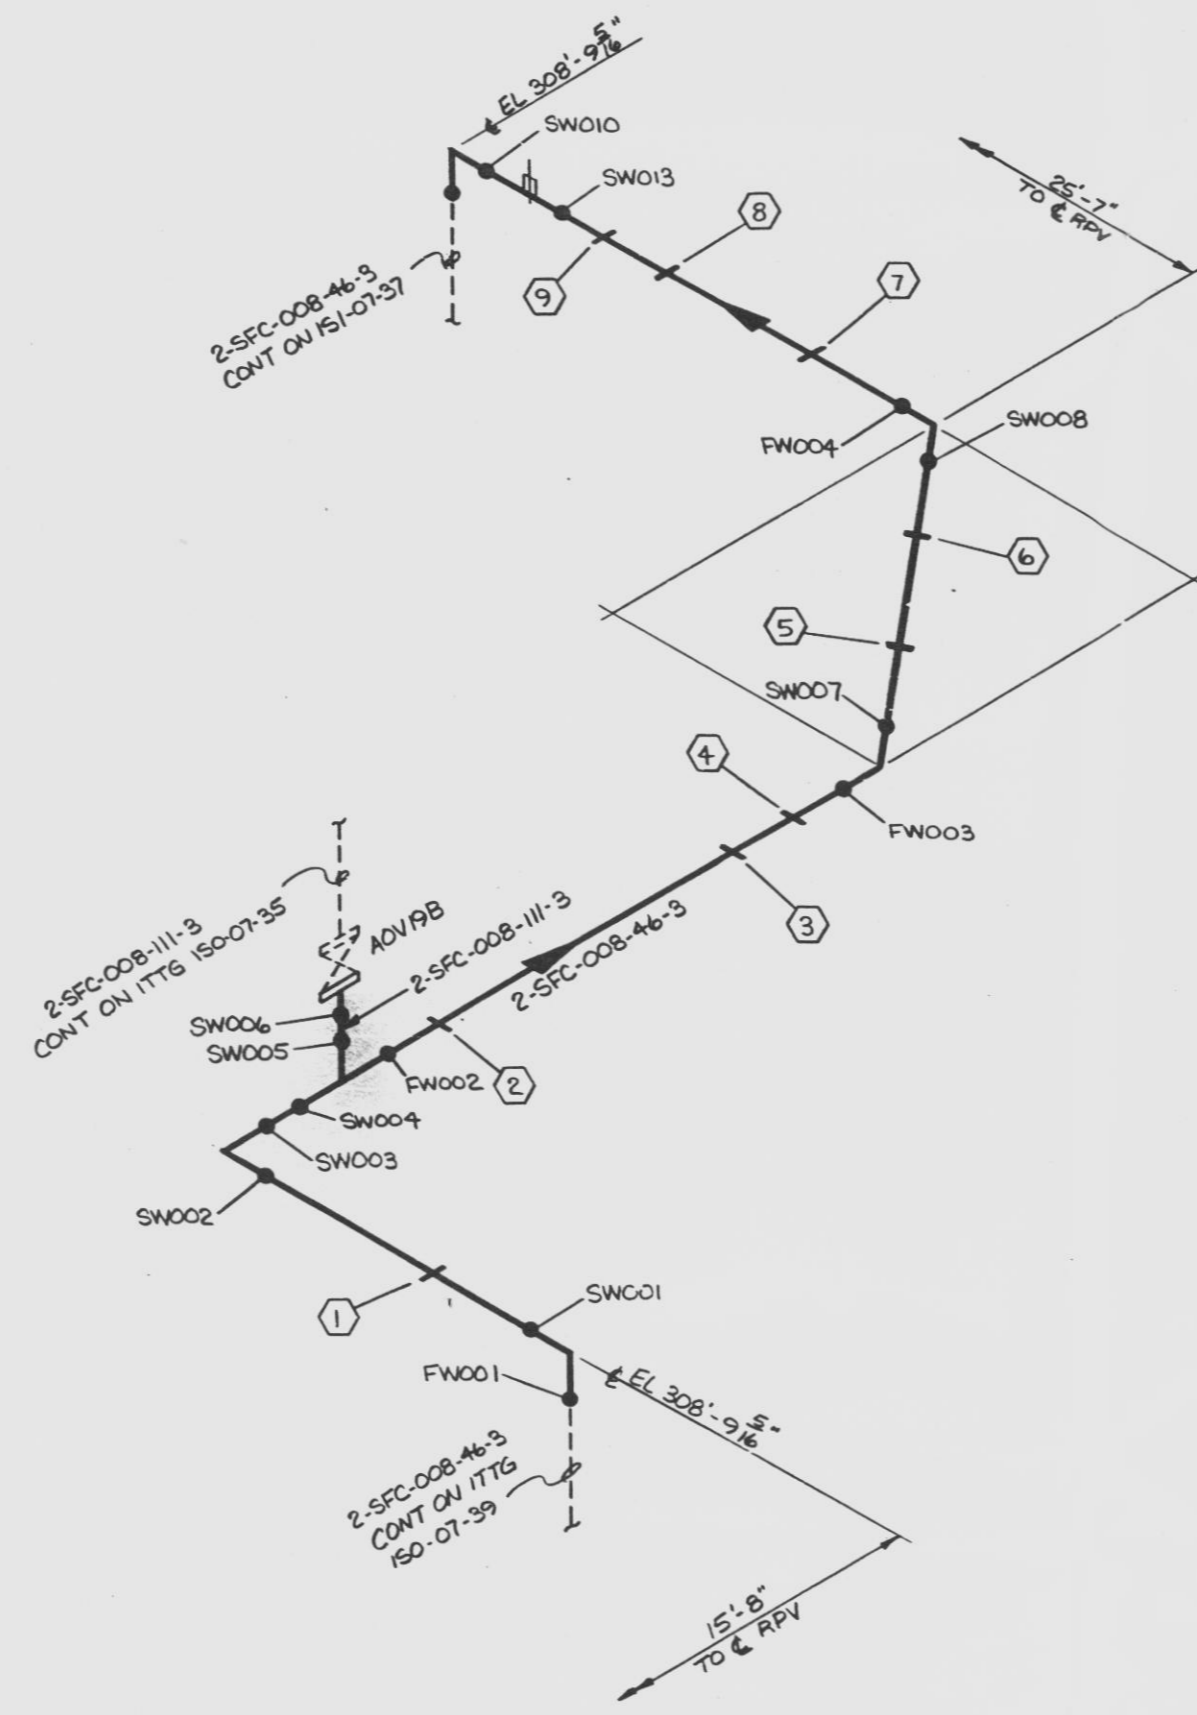 ℄ EL 308'-9 5/16"
SW010
SW013
25'-7"
TO ℄ RPV
8
7
9
2-SFC-008-46-3
CONT ON ISI-07-37
SW008
FW004
6
5
SW007
4
FW003
3
AOV19B
2-SFC-008-111-3
2-SFC-008-46-3
2-SFC-008-111-3
CONT ON ITTG ISO-07-35
SW006
SW005
FW002
2
SW004
SW003
SW002
SW001
1
FW001
℄ EL 308'-9 5/16"
2-SFC-008-46-3
CONT ON ITTG
ISO-07-39
15'-8"
TO ℄ RPV